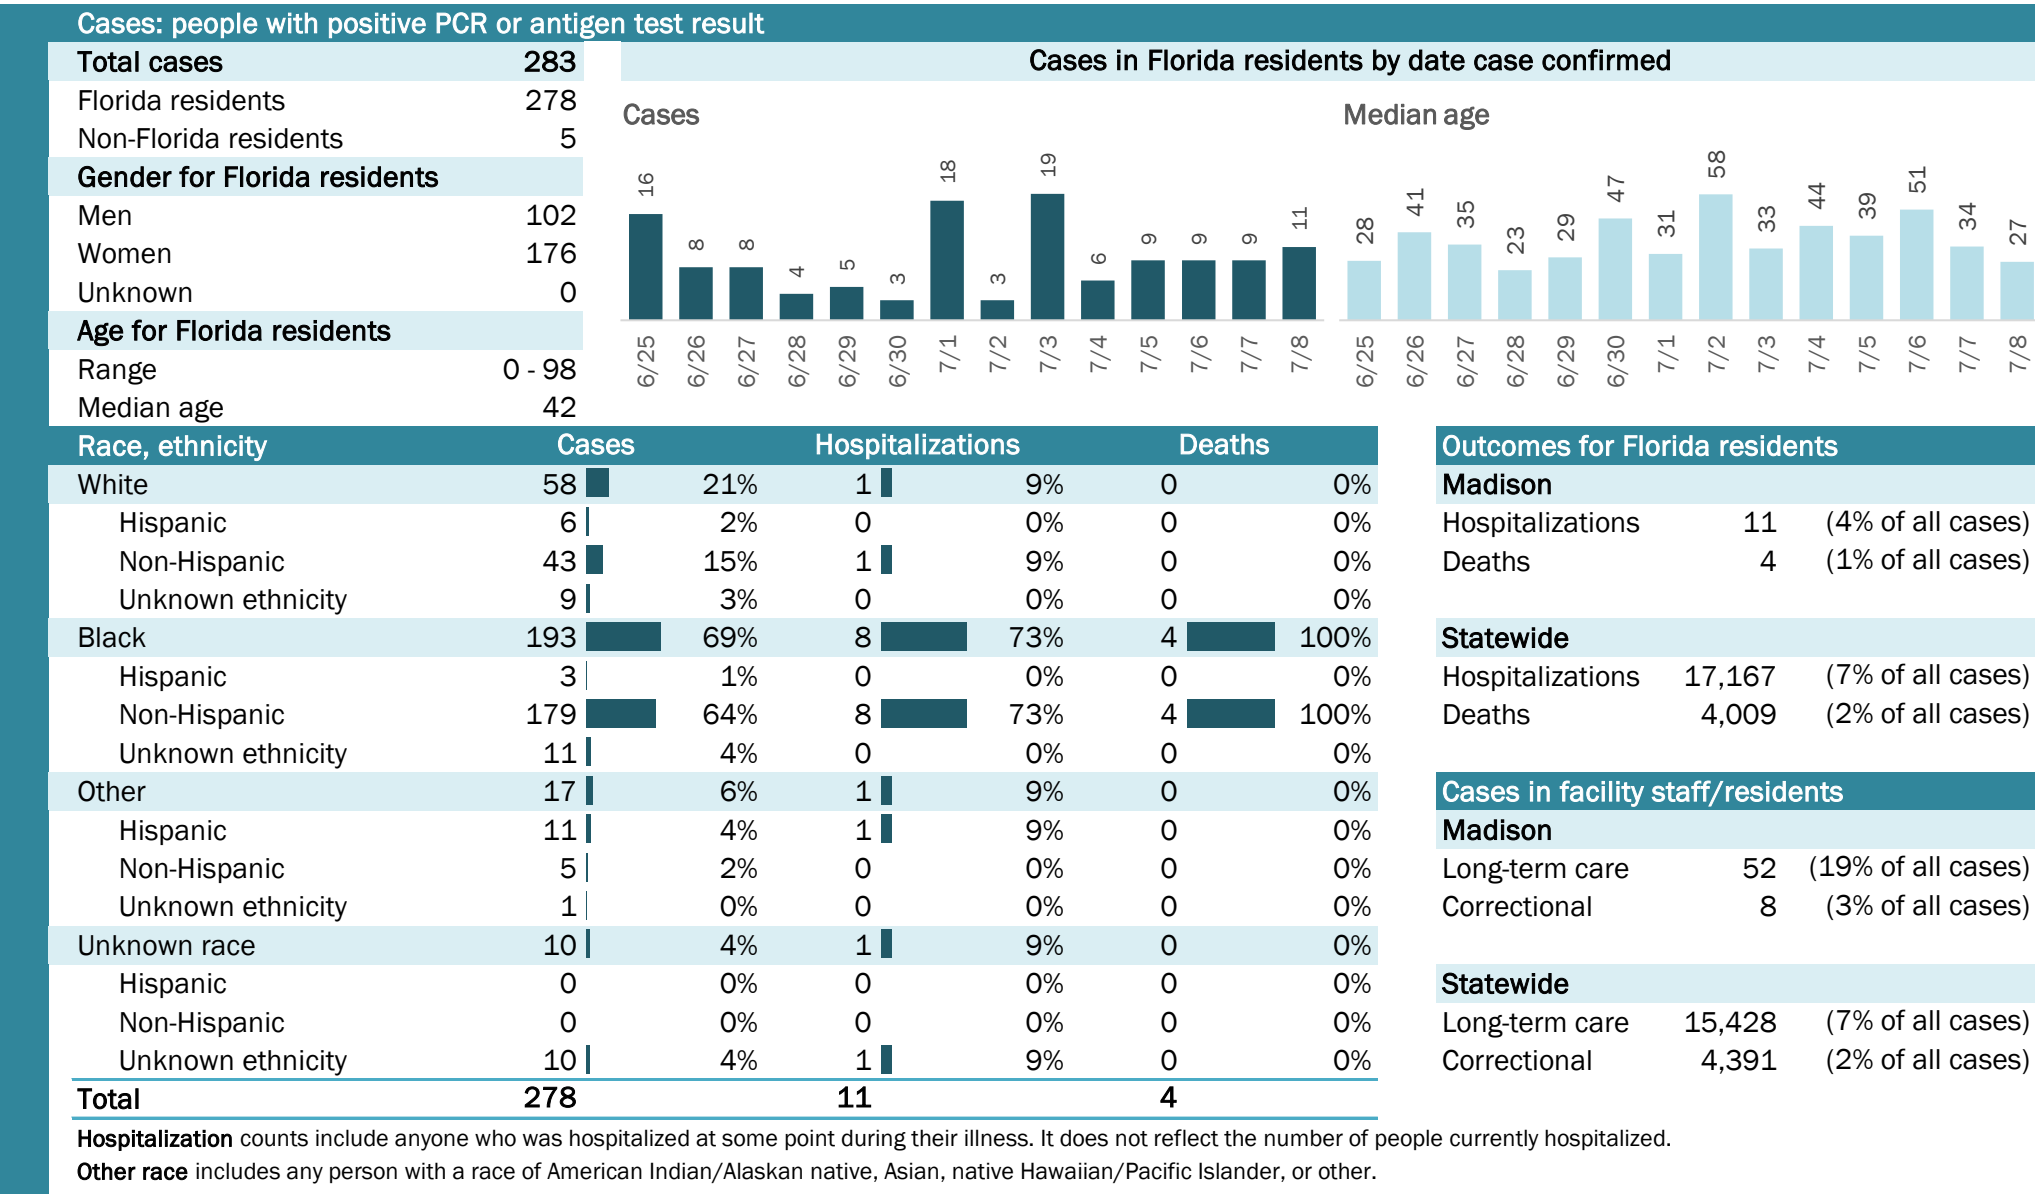 Cases: people with positive PCR or antigen test result
Total cases 283
Florida residents 278
Non-Florida residents 5
Gender for Florida residents
Men 102
Women 176
Unknown 0
Age for Florida residents
Range 0 - 98
Median age 42
Cases in Florida residents by date case confirmed
Cases
16 8 8 4 5 3 18 3 19 6 9 9 9 11
6/25 6/26 6/27 6/28 6/29 6/30 7/1 7/2 7/3 7/4 7/5 7/6 7/7 7/8
Median age
28 41 35 23 29 47 31 58 33 44 39 51 34 27
6/25 6/26 6/27 6/28 6/29 6/30 7/1 7/2 7/3 7/4 7/5 7/6 7/7 7/8
Race, ethnicity Cases Hospitalizations Deaths
White 58 21% 1 9% 0 0%
Hispanic 6 2% 0 0% 0 0%
Non-Hispanic 43 15% 1 9% 0 0%
Unknown ethnicity 9 3% 0 0% 0 0%
Black 193 69% 8 73% 4 100%
Hispanic 3 1% 0 0% 0 0%
Non-Hispanic 179 64% 8 73% 4 100%
Unknown ethnicity 11 4% 0 0% 0 0%
Other 17 6% 1 9% 0 0%
Hispanic 11 4% 1 9% 0 0%
Non-Hispanic 5 2% 0 0% 0 0%
Unknown ethnicity 1 0% 0 0% 0 0%
Unknown race 10 4% 1 9% 0 0%
Hispanic 0 0% 0 0% 0 0%
Non-Hispanic 0 0% 0 0% 0 0%
Unknown ethnicity 10 4% 1 9% 0 0%
Total 278 11 4
Outcomes for Florida residents
Madison
Hospitalizations 11 (4% of all cases)
Deaths 4 (1% of all cases)
Statewide
Hospitalizations 17,167 (7% of all cases)
Deaths 4,009 (2% of all cases)
Cases in facility staff/residents
Madison
Long-term care 52 (19% of all cases)
Correctional 8 (3% of all cases)
Statewide
Long-term care 15,428 (7% of all cases)
Correctional 4,391 (2% of all cases)
Hospitalization counts include anyone who was hospitalized at some point during their illness. It does not reflect the number of people currently hospitalized.
Other race includes any person with a race of American Indian/Alaskan native, Asian, native Hawaiian/Pacific Islander, or other.